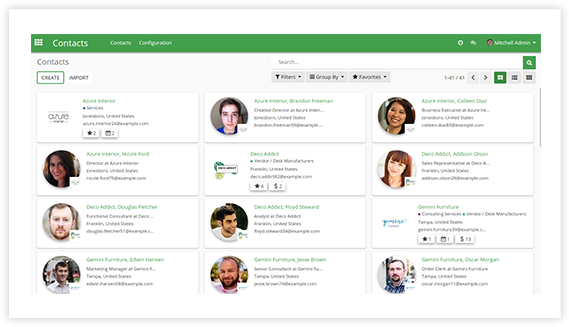 Contacts Contacts Configuration Mitchell Admin
Contacts
Search...
CREATE IMPORT
Filters Group By Favorites 1-41 / 41
Azure Interior
Services
Jonesboro, United States
azure.interior24@example.com
2 2
azure
Azure Interior, Brandon Freeman
Creative Director at Azure Inter...
Jonesboro, United States
brandon.freeman55@example.c...
Azure Interior, Colleen Diaz
Business Executive at Azure Int...
Jonesboro, United States
colleen.diaz83@example.com
Azure Interior, Nicole Ford
Director at Azure Interior
Jonesboro, United States
nicole.ford75@example.com
Deco Addict
Vendor / Desk Manufacturers
Franklin, United States
deco.addict82@example.com
4 $ 2
DECO ADDICT
Deco Addict, Addison Olson
Sales Representative at Deco A...
Franklin, United States
addison.olson28@example.com
Deco Addict, Douglas Fletcher
Functional Consultant at Deco ...
Franklin, United States
douglas.fletcher51@example.c...
Deco Addict, Floyd Steward
Analyst at Deco Addict
Franklin, United States
floyd.steward34@example.com
Gemini Furniture
Consulting Services Vendor / Desk Manufacturers
Tampa, United States
gemini.furniture39@example.c...
1 1 $ 13
gemini
Gemini Furniture, Edwin Hansen
Marketing Manager at Gemini F...
Tampa, United States
edwin.hansen58@example.com
Gemini Furniture, Jesse Brown
Senior Consultant at Gemini Fu...
Tampa, United States
jesse.brown74@example.com
Gemini Furniture, Oscar Morgan
Order Clerk at Gemini Furniture
Tampa, United States
oscar.morgan11@example.com